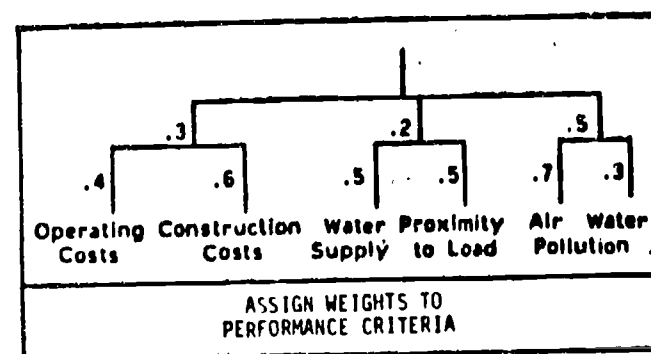 .3 .2 .5
.4 .6 .5 .5 .7 .3
Operating Construction Water Proximity Air Water
Costs Costs Supply to Load Pollution
ASSIGN WEIGHTS TO
PERFORMANCE CRITERIA